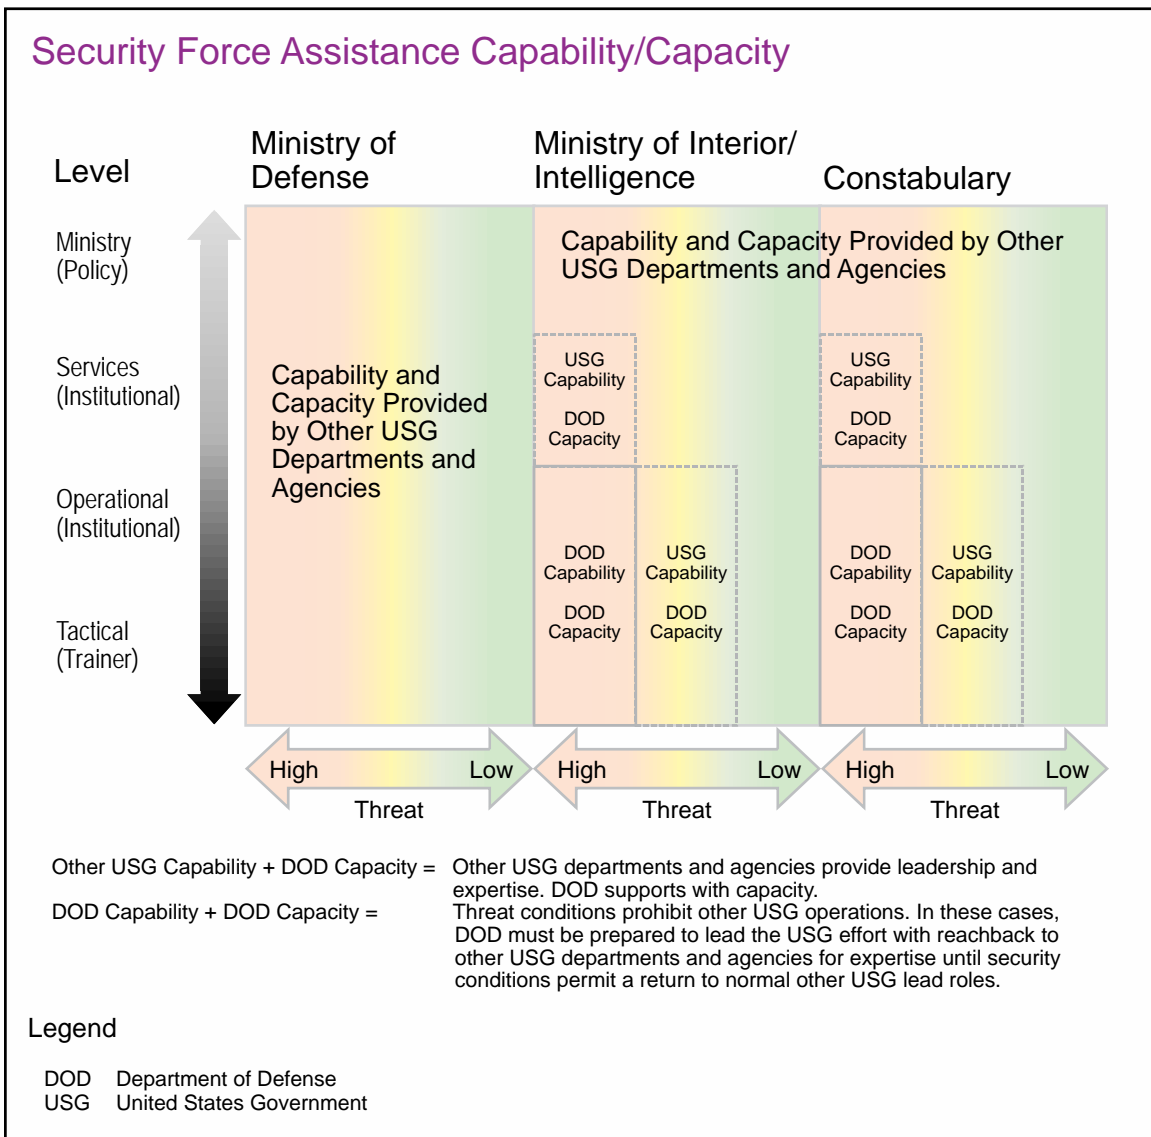 Security Force Assistance Capability/Capacity
Level
Ministry of
Defense
Ministry of Interior/
Intelligence
Constabulary
Ministry
(Policy)
Services
(Institutional)
Operational
(Institutional)
Tactical
(Trainer)
Capability and
Capacity Provided
by Other USG
Departments and
Agencies
Capability and Capacity Provided by Other
USG Departments and Agencies
USG
Capability
DOD
Capacity
DOD
Capability
DOD
Capacity
USG
Capability
DOD
Capacity
USG
Capability
DOD
Capacity
DOD
Capability
DOD
Capacity
USG
Capability
DOD
Capacity
High Low
Threat
High Low
Threat
High Low
Threat
Other USG Capability + DOD Capacity = Other USG departments and agencies provide leadership and
expertise. DOD supports with capacity.
DOD Capability + DOD Capacity = Threat conditions prohibit other USG operations. In these cases,
DOD must be prepared to lead the USG effort with reachback to
other USG departments and agencies for expertise until security
conditions permit a return to normal other USG lead roles.
Legend
DOD Department of Defense
USG United States Government